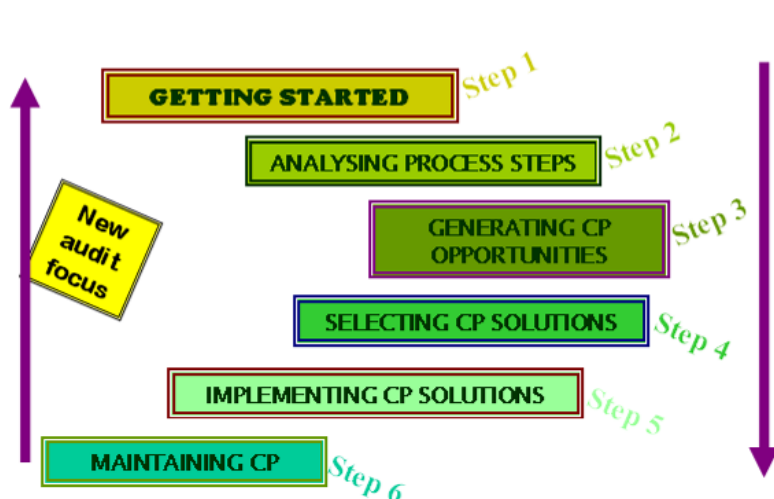 GETTING STARTED
Step 1
ANALYSING PROCESS STEPS
Step 2
New
audit
focus
GENERATING CP
OPPORTUNITIES
Step 3
SELECTING CP SOLUTIONS
Step 4
IMPLEMENTING CP SOLUTIONS
Step 5
MAINTAINING CP
Step 6